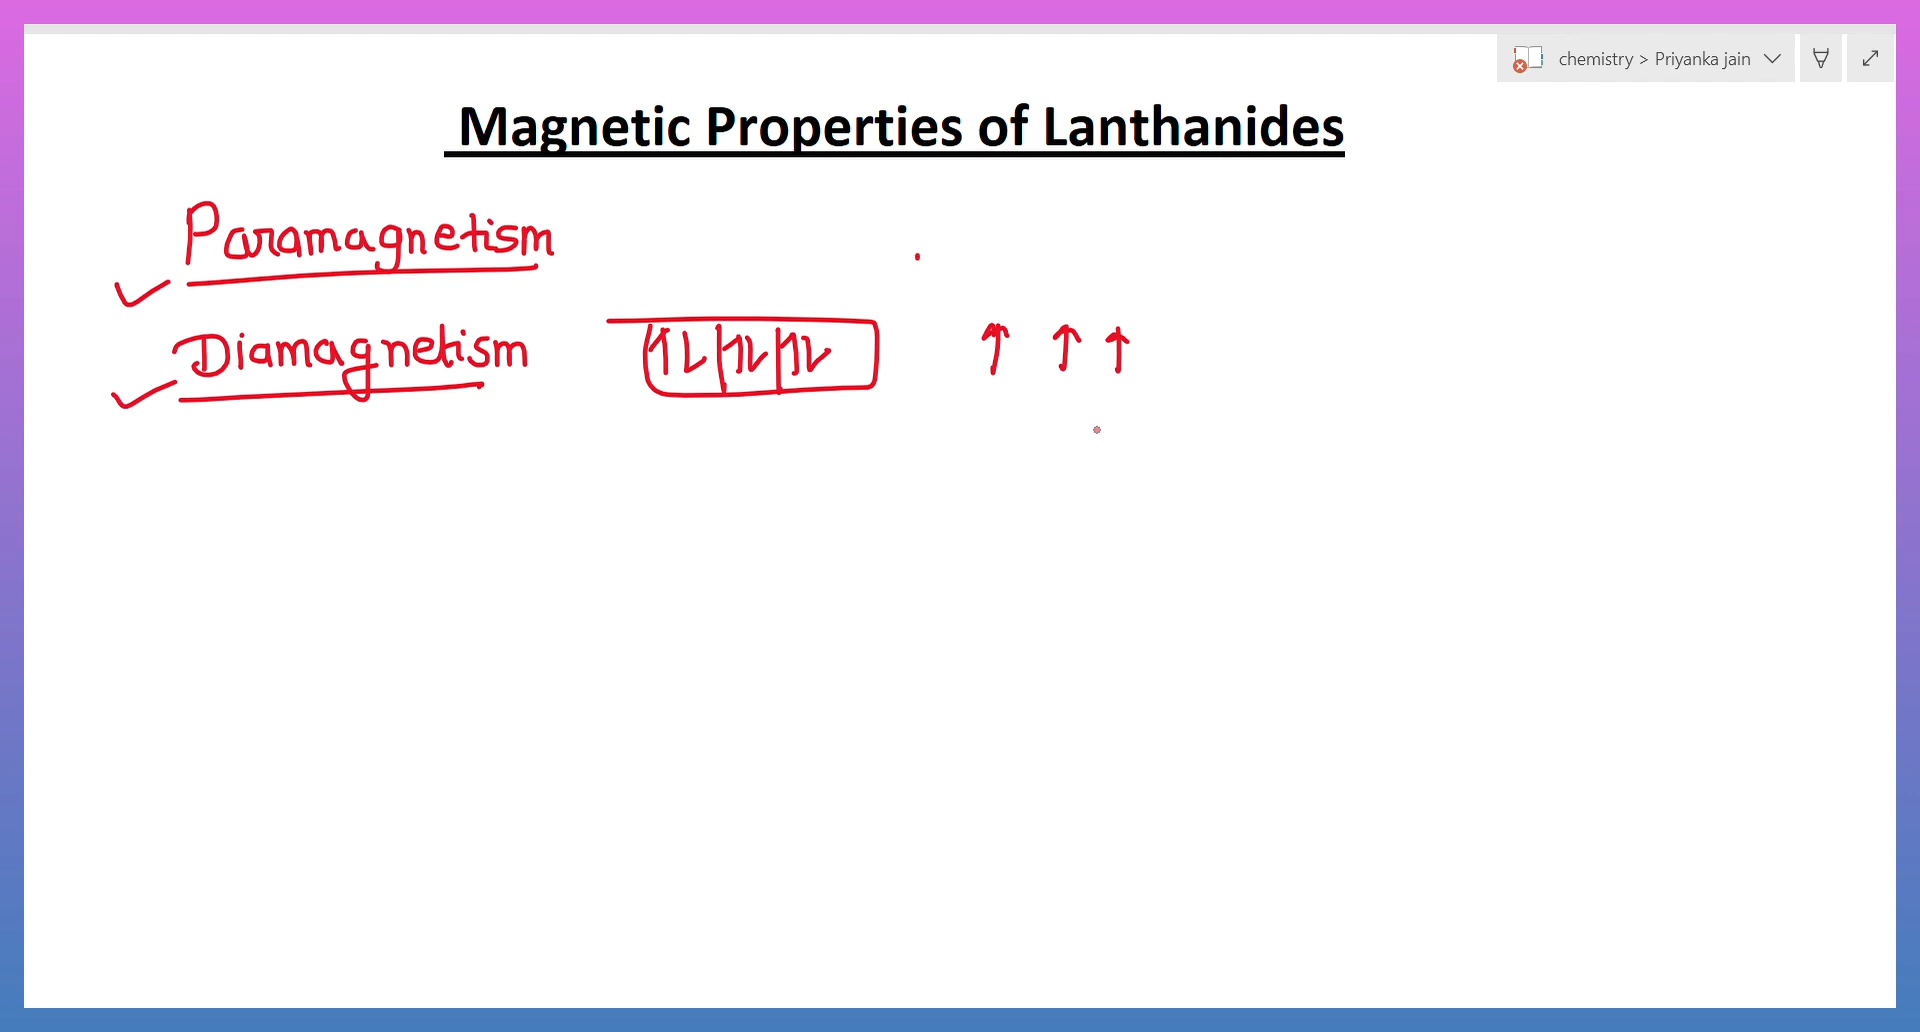 chemistry > Priyanka jain
Magnetic Properties of Lanthanides
Paramagnetism
Diamagnetism ↑↓ ↑↓ ↑↓ ↑ ↑ ↑